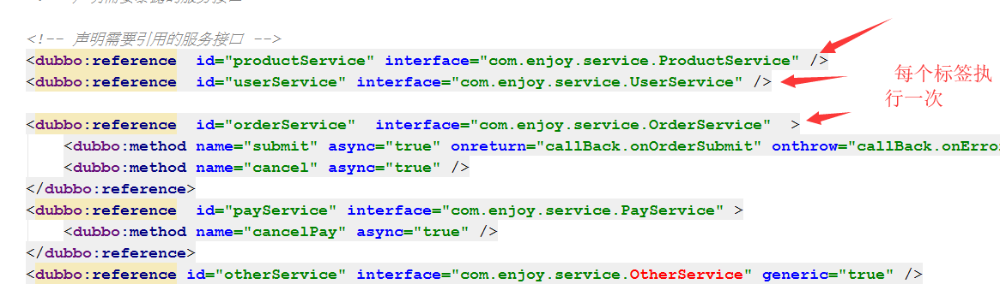 <!-- 声明需要引用的服务接口 -->
<dubbo:reference  id="productService" interface="com.enjoy.service.ProductService" />
<dubbo:reference  id="userService" interface="com.enjoy.service.UserService" />
每个标签执
行一次
<dubbo:reference  id="orderService"  interface="com.enjoy.service.OrderService"  >
<dubbo:method name="submit" async="true" onreturn="callBack.onOrderSubmit" onthrow="callBack.onErro
<dubbo:method name="cancel" async="true" />
</dubbo:reference>
<dubbo:reference  id="payService" interface="com.enjoy.service.PayService" >
<dubbo:method name="cancelPay" async="true" />
</dubbo:reference>
<dubbo:reference id="otherService" interface="com.enjoy.service.OtherService" generic="true" />